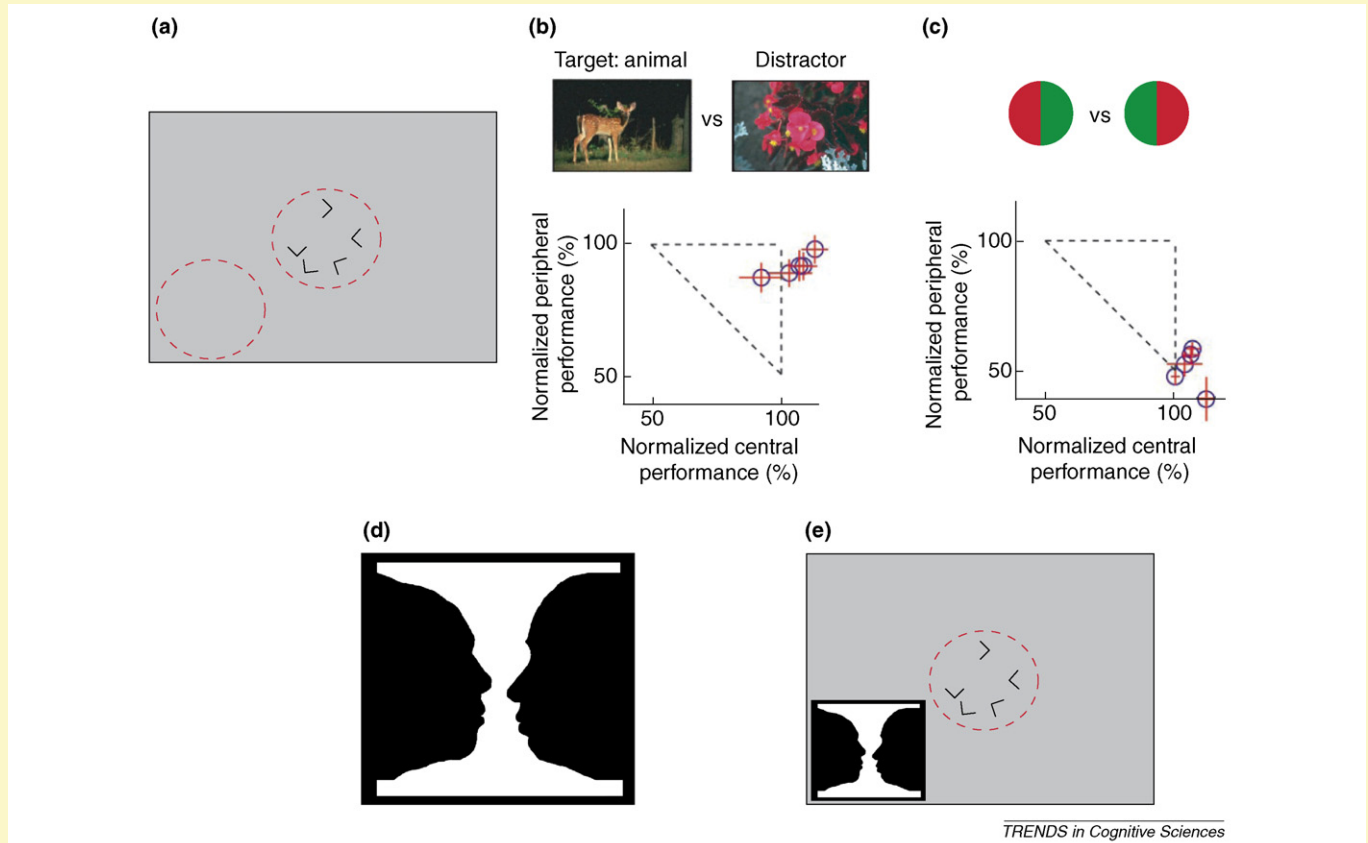 (a)
(b)
(c)
Target: animal
Distractor
vs
vs
Normalized peripheral
performance (%)
100
50
50
100
Normalized central
performance (%)
Normalized peripheral
performance (%)
100
50
50
100
Normalized central
performance (%)
(d)
(e)
TRENDS in Cognitive Sciences